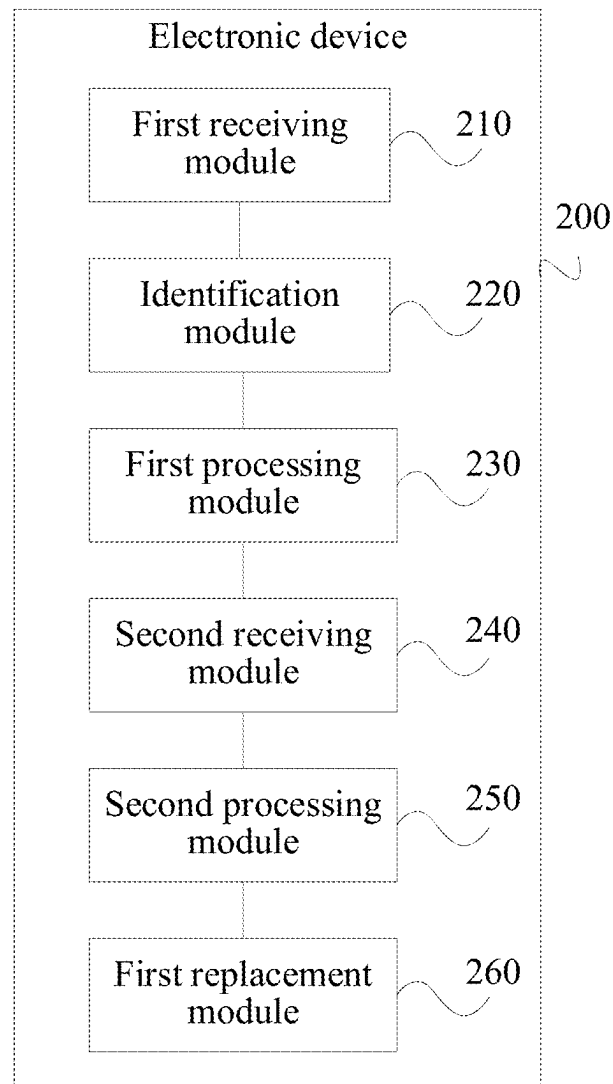 Electronic device
First receiving
module
210
200
Identification
module
220
First processing
module
230
Second receiving
module
240
Second processing
module
250
First replacement
module
260